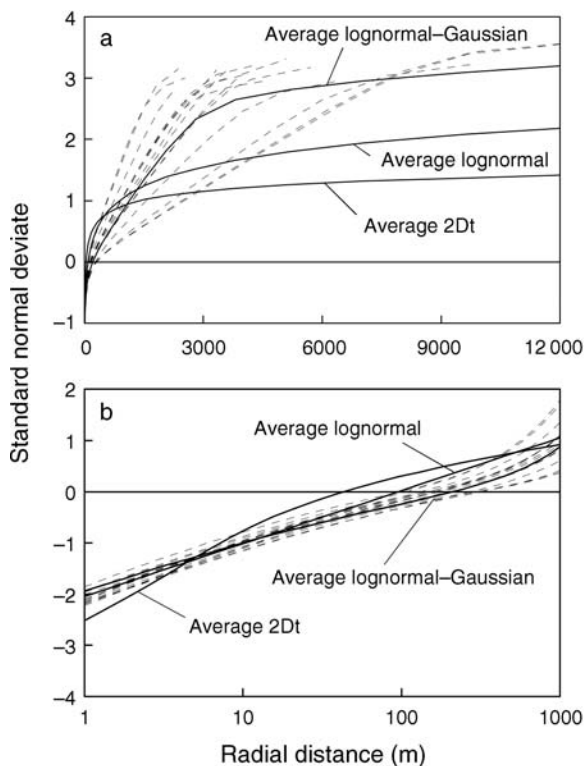 a
Average lognormal–Gaussian
Average lognormal
Average 2Dt
4
3
2
1
0
−1
0 3000 6000 9000 12 000
Standard normal deviate
b
Average lognormal
Average lognormal–Gaussian
Average 2Dt
2
1
0
−1
−2
−3
−4
1 10 100 1000
Radial distance (m)